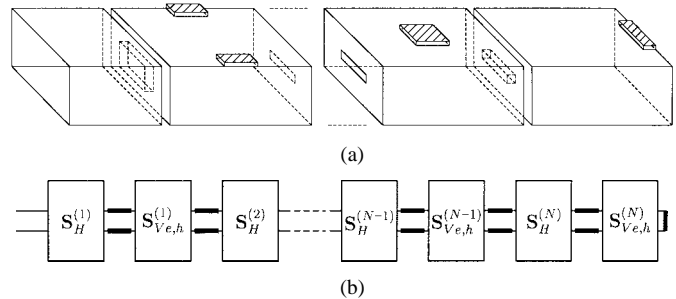 (a)
S_H^{(1)} S_{Ve,h}^{(1)} S_H^{(2)} S_H^{(N-1)} S_{Ve,h}^{(N-1)} S_H^{(N)} S_{Ve,h}^{(N)}
(b)